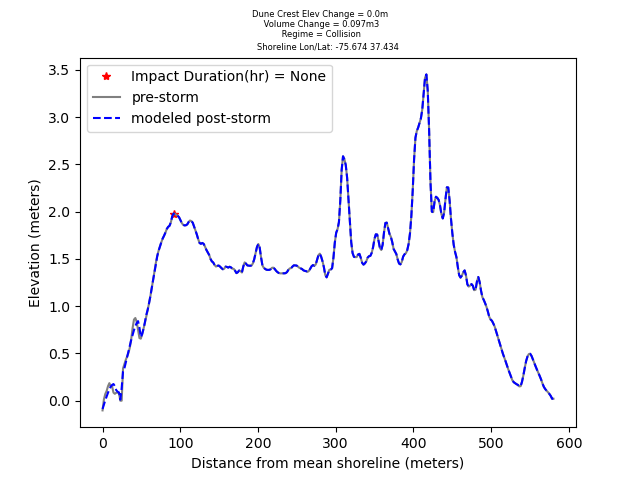 Dune Crest Elev Change = 0.0m
Volume Change = 0.097m3
Regime = Collision
Shoreline Lon/Lat: -75.674 37.434
Impact Duration(hr) = None
pre-storm
modeled post-storm
Elevation (meters)
3.5
3.0
2.5
2.0
1.5
1.0
0.5
0.0
0 100 200 300 400 500 600
Distance from mean shoreline (meters)